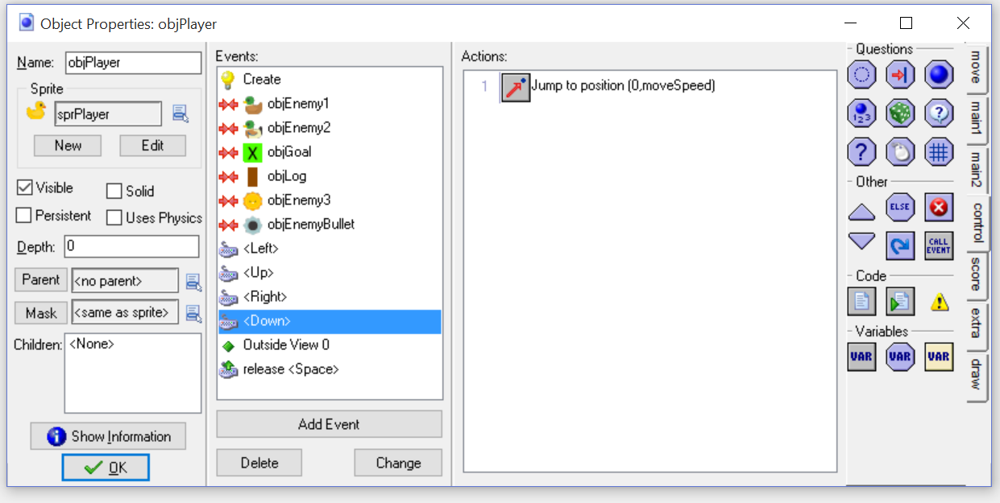 Object Properties: objPlayer
Name: objPlayer
Sprite
sprPlayer
New Edit
Visible Solid
Persistent Uses Physics
Depth: 0
Parent <no parent>
Mask <same as sprite>
Children: <None>
Show Information
OK
Events:
Create
objEnemy1
objEnemy2
objGoal
objLog
objEnemy3
objEnemyBullet
<Left>
<Up>
<Right>
<Down>
Outside View 0
release <Space>
Add Event
Delete Change
Actions:
1 Jump to position (0,moveSpeed)
Questions
123
?
?
Other
ELSE
CALL
EVENT
Code
Variables
VAR VAR VAR
move
main1
main2
control
score
extra
draw
X